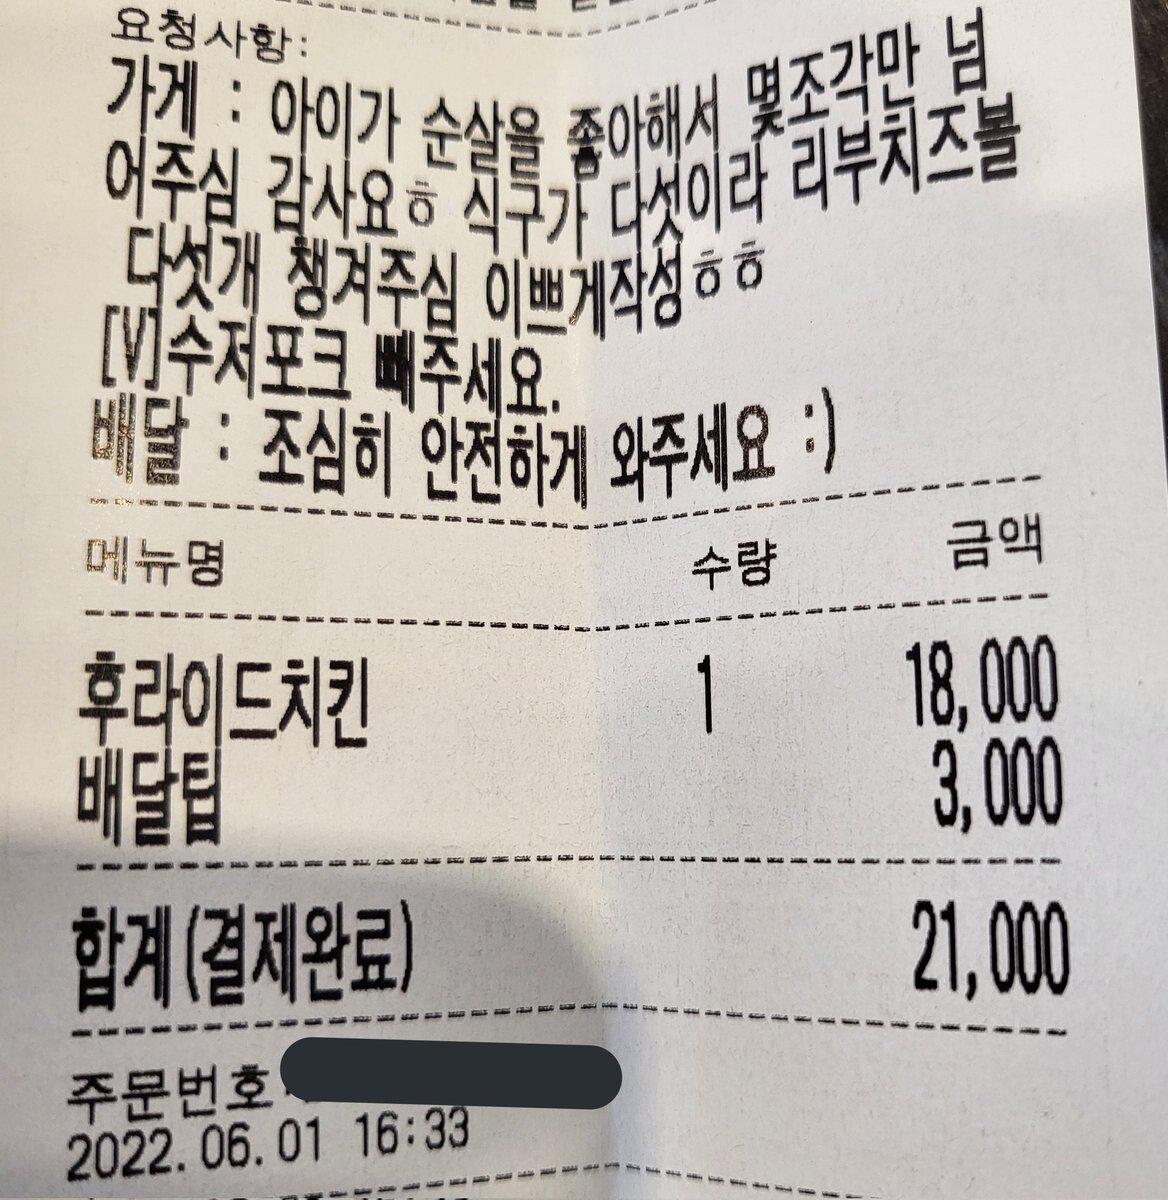 요청사항:
가게 : 아이가 순살을 좋아해서 몇조각만 넘
어주심 감사요ㅎ 식구가 다섯이라 리부치즈볼
다섯개 챙겨주심 이쁘게작성ㅎㅎ
[V]수저포크 빼주세요.
배달 : 조심히 안전하게 와주세요 :)
메뉴명 수량 금액
후라이드치킨 1 18,000
배달팁 3,000
합계(결제완료) 21,000
주문번호
2022.06.01 16:33